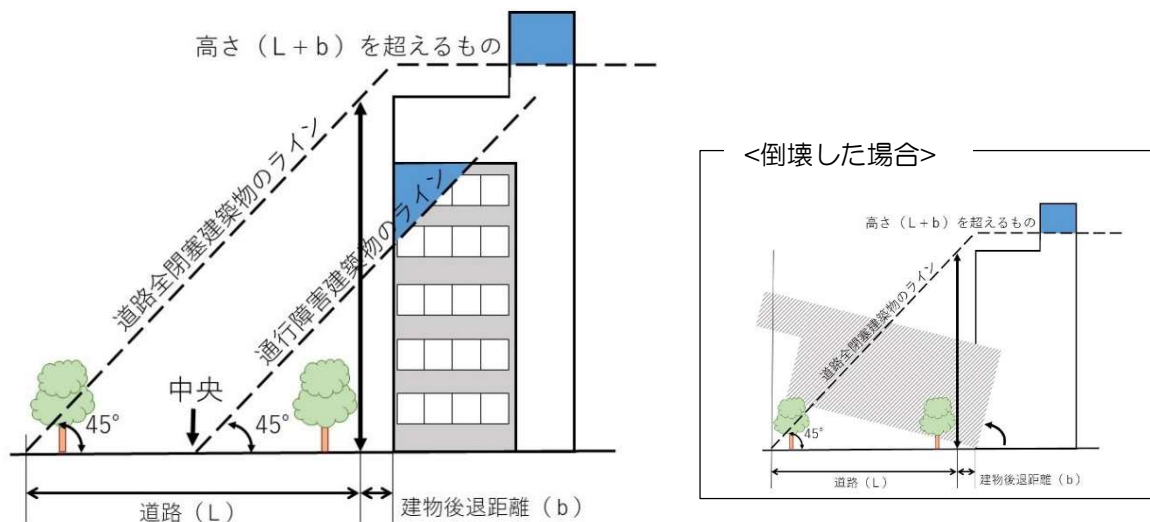 高さ（L＋b）を超えるもの
道路全閉塞建築物のライン
通行障害建築物のライン
中央
45°
45°
道路（L）
建物後退距離（b）
<倒壊した場合>
高さ（L＋b）を超えるもの
道路全閉塞建築物のライン
45°
道路（L）
建物後退距離（b）